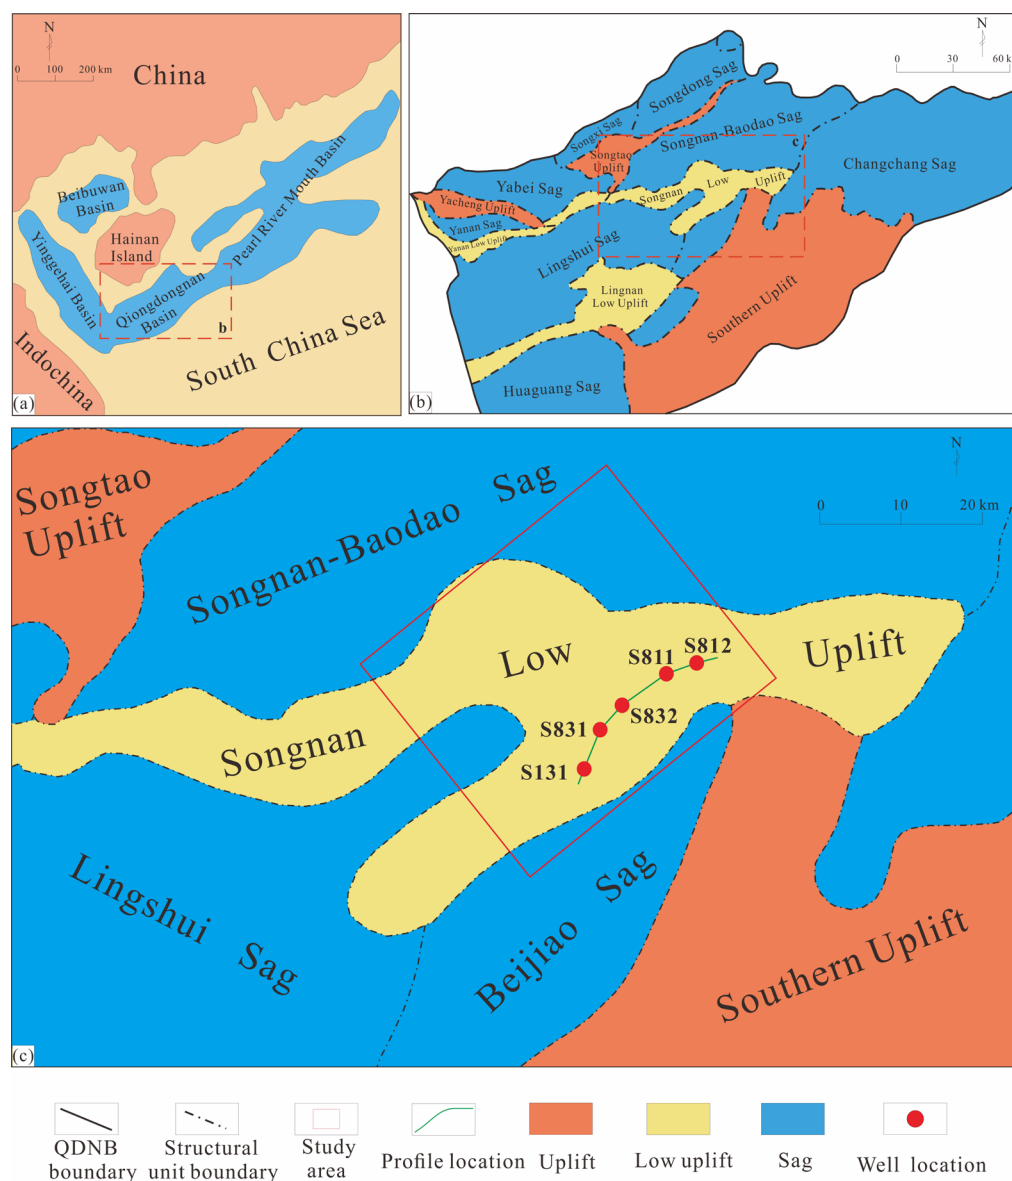 N
0 100 200 km
China
Beibuwan
Basin
Hainan
Island
Yinggehai Basin
Qiongdongnan
Basin
Pearl River Mouth Basin
b
South China Sea
Indochina
(a)
N
0 30 60 k
Songdong Sag
Songxi Sag
Songnan-Baodao Sag
c
Songtao
Uplift
Changchang Sag
Yabei Sag
Songnan Low Uplift
Yacheng Uplift
Yanan Sag
Yanan Low Uplift
Lingshui Sag
Lingnan
Low Uplift
Southern Uplift
Huaguang Sag
(b)
N
0 10 20 km
Songtao
Uplift
Songnan-Baodao Sag
Songnan Low Uplift
S811
S812
S832
S831
S131
Lingshui Sag
Beijiao Sag
Southern Uplift
(c)
QDNB
boundary
Structural
unit boundary
Study
area
Profile location
Uplift
Low uplift
Sag
Well location